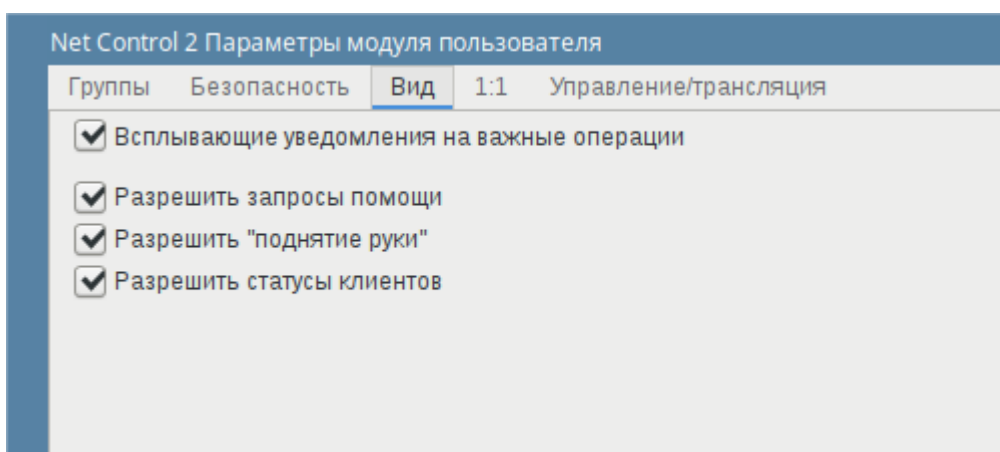 Net Control 2 Параметры модуля пользователя
Группы Безопасность Вид 1:1 Управление/трансляция
Всплывающие уведомления на важные операции
Разрешить запросы помощи
Разрешить "поднятие руки"
Разрешить статусы клиентов